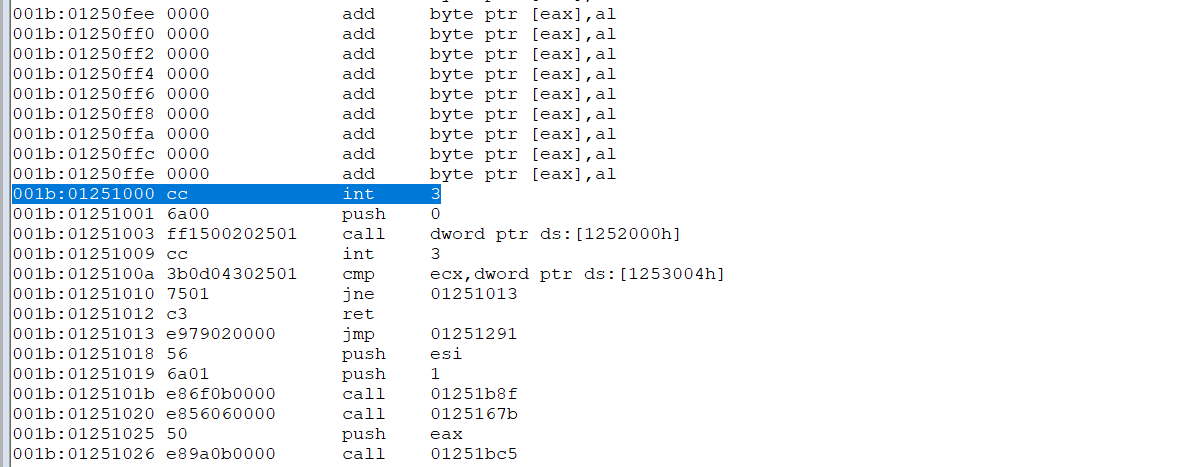 001b:01250fee 0000 add byte ptr [eax],al
001b:01250ff0 0000 add byte ptr [eax],al
001b:01250ff2 0000 add byte ptr [eax],al
001b:01250ff4 0000 add byte ptr [eax],al
001b:01250ff6 0000 add byte ptr [eax],al
001b:01250ff8 0000 add byte ptr [eax],al
001b:01250ffa 0000 add byte ptr [eax],al
001b:01250ffc 0000 add byte ptr [eax],al
001b:01250ffe 0000 add byte ptr [eax],al
001b:01251000 cc int 3
001b:01251001 6a00 push 0
001b:01251003 ff1500202501 call dword ptr ds:[1252000h]
001b:01251009 cc int 3
001b:0125100a 3b0d04302501 cmp ecx,dword ptr ds:[1253004h]
001b:01251010 7501 jne 01251013
001b:01251012 c3 ret
001b:01251013 e979020000 jmp 01251291
001b:01251018 56 push esi
001b:01251019 6a01 push 1
001b:0125101b e86f0b0000 call 01251b8f
001b:01251020 e856060000 call 0125167b
001b:01251025 50 push eax
001b:01251026 e89a0b0000 call 01251bc5